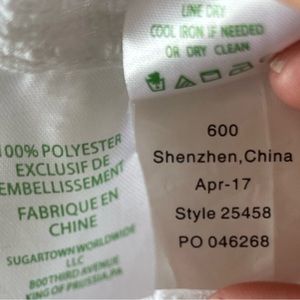 LINE DRY
COOL IRON IF NEEDED
OR DRY CLEAN
100% POLYESTER
EXCLUSIF DE
EMBELLISSEMENT
FABRIQUE EN
CHINE
SUGARTOWN WORLDWIDE
LLC
800 THIRD AVENUE
KING OF PRUSSIA, PA
600
Shenzhen,China
Apr-17
Style 25458
PO 046268